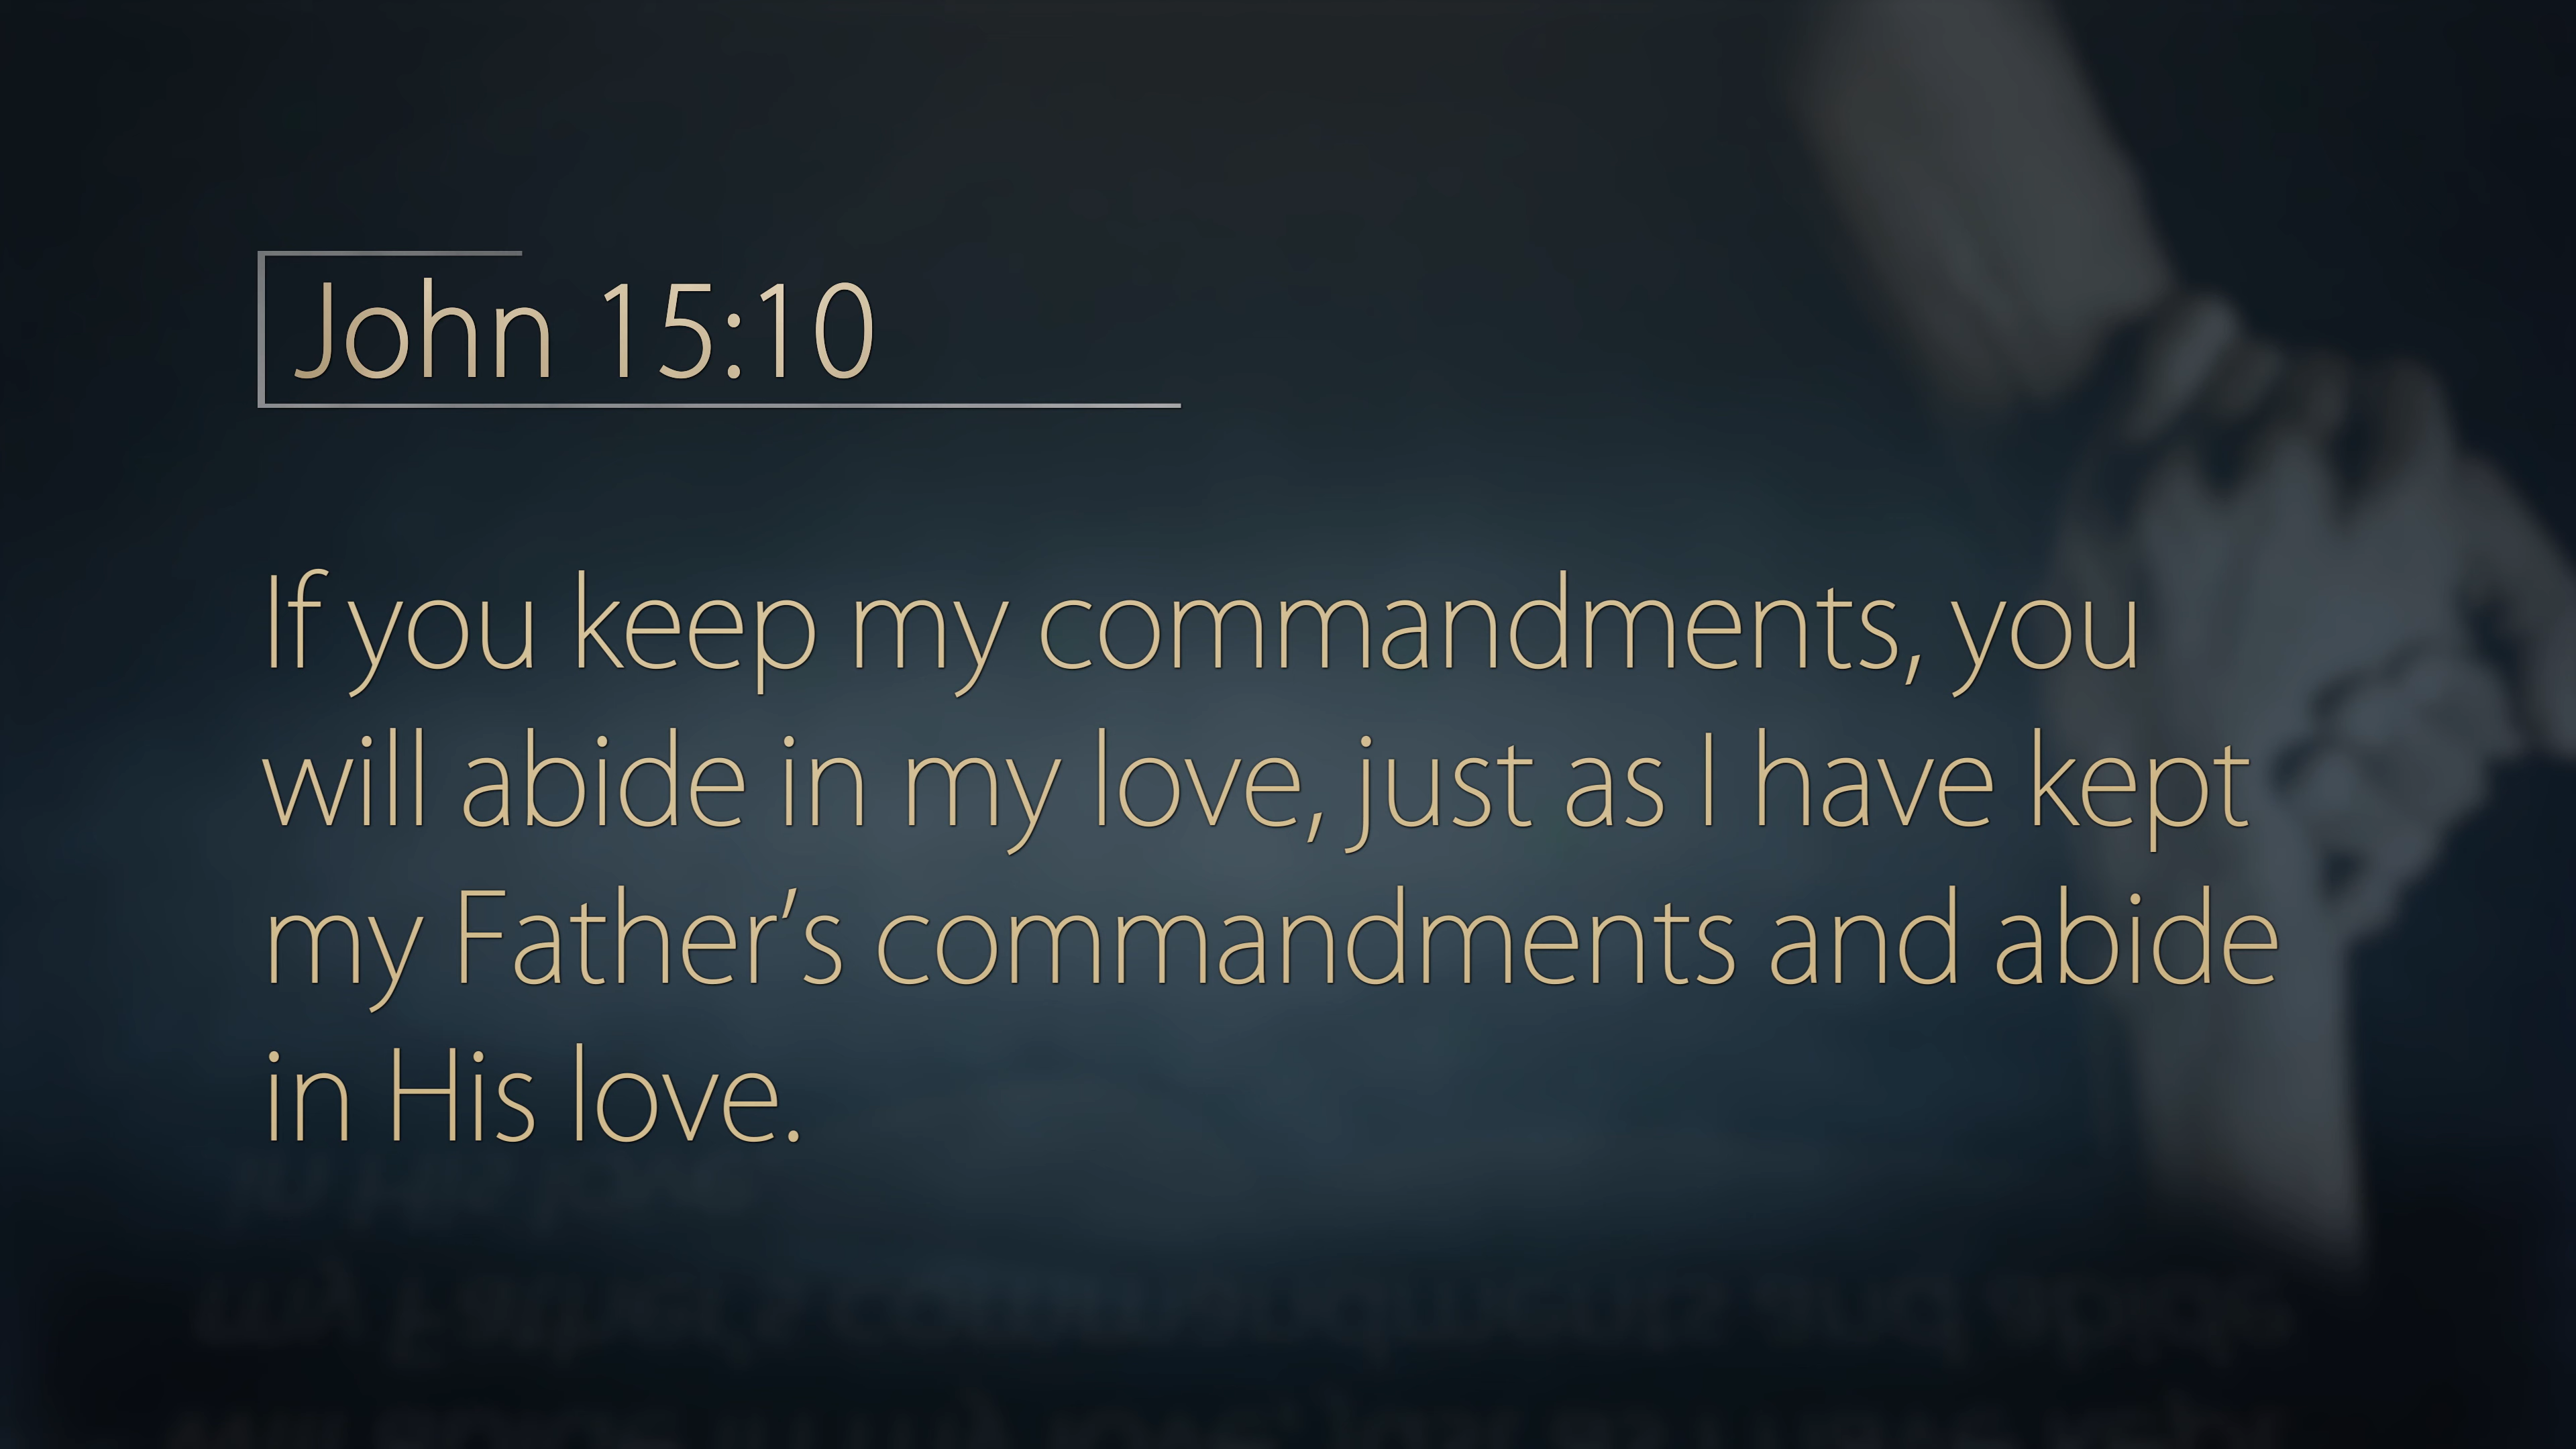 John 15:10
If you keep my commandments, you
will abide in my love, just as I have kept
my Father’s commandments and abide
in His love.